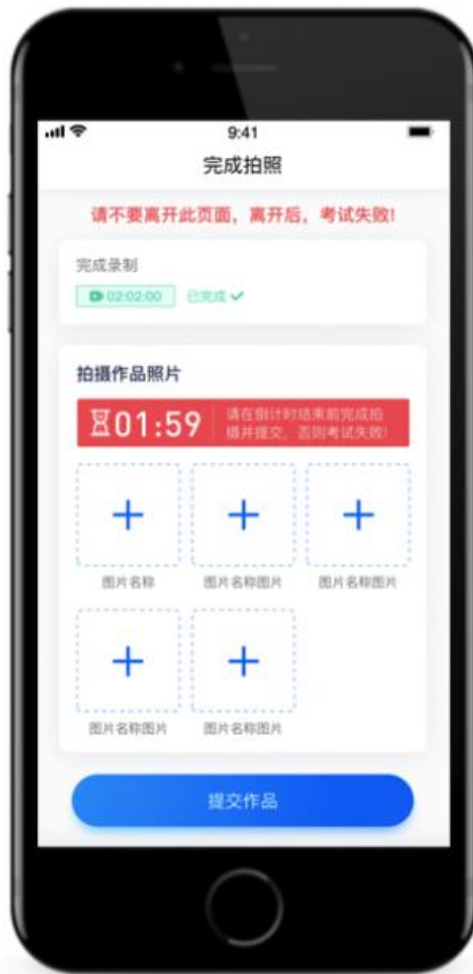 9:41
完成拍照
请不要离开此页面，离开后，考试失败!
完成录制
02:02:00 已完成
拍摄作品照片
01:59
请在倒计时结束前完成拍
摄并提交，否则考试失败!
图片名称 图片名称图片 图片名称图片
图片名称图片 图片名称图片
提交作品